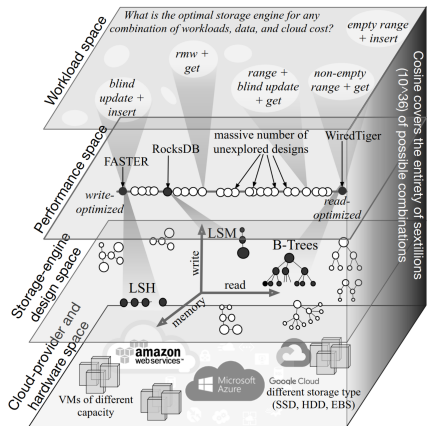 What is the optimal storage engine for any
combination of workloads, data, and cloud cost?
empty range
+ insert
rmw +
get
blind
update +
insert
range +
blind update
+ get
non-empty
range + get
Workload space
massive number of
unexplored designs
FASTER
RocksDB
WiredTiger
write-
optimized
read-
optimized
Performance space
LSM
B-Trees
LSH
write
read
memory
Storage-engine
design space
amazon
webservices™
Microsoft
Azure
Google Cloud
VMs of different
capacity
different storage type
(SSD, HDD, EBS)
Cloud-provider and
hardware space
Cosine covers the entirety of sextillions
(10^36) of possible combinations